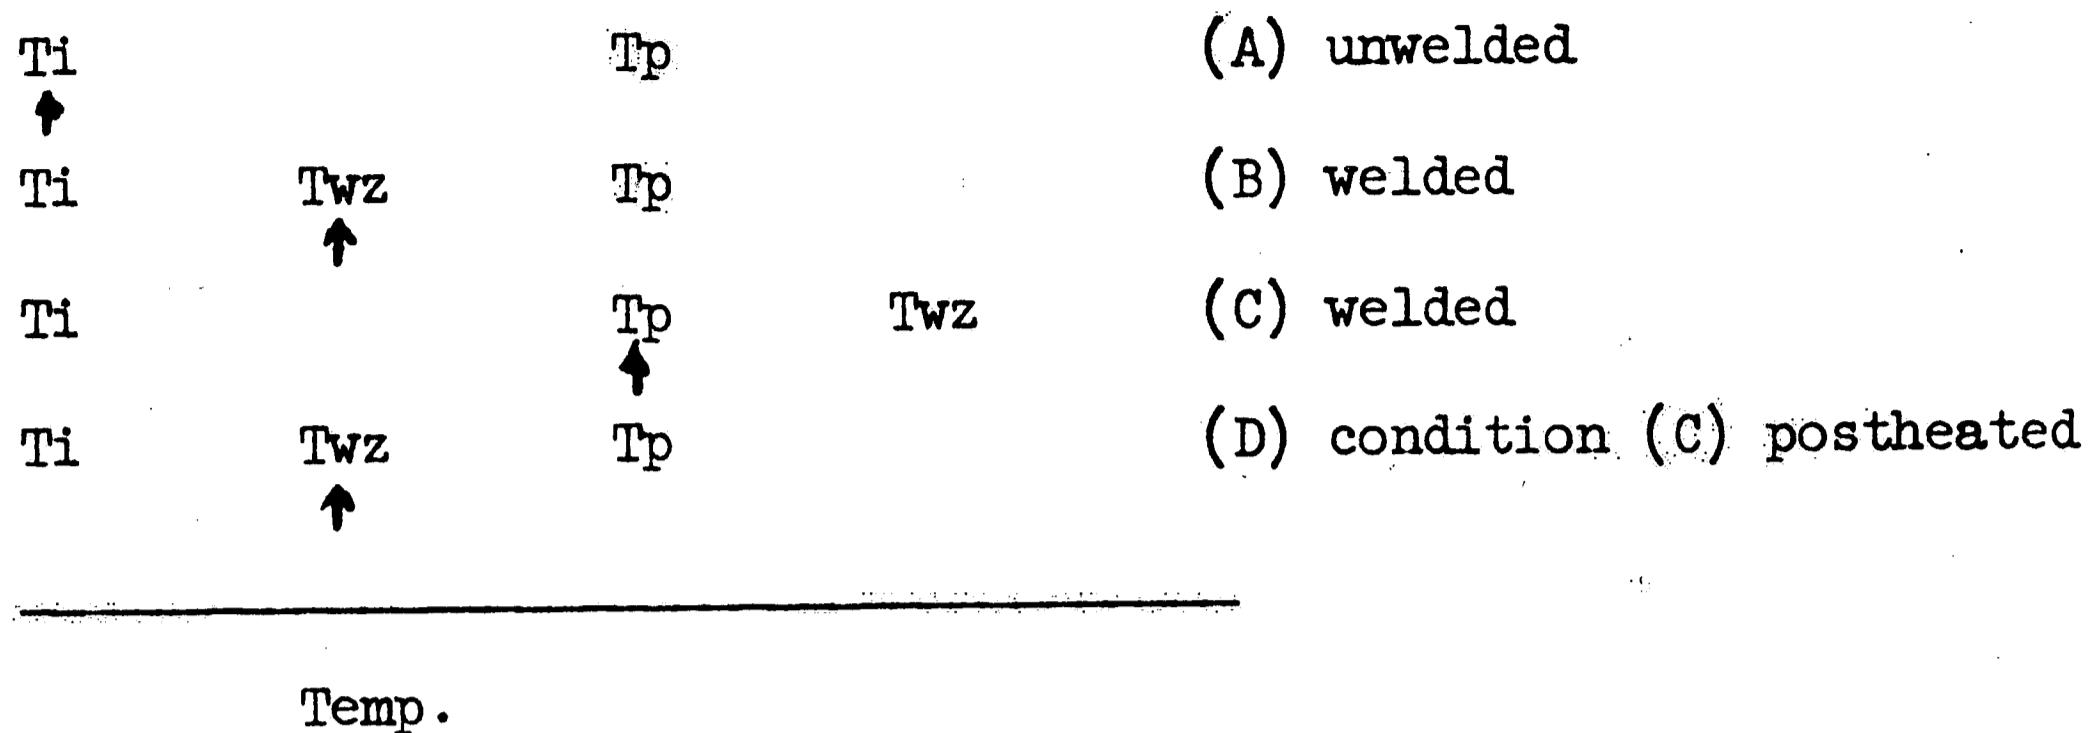 Ti Tp (A) unwelded
Ti Twz Tp (B) welded
Ti Tp Twz (C) welded
Ti Twz Tp (D) condition (C) postheated
Temp.